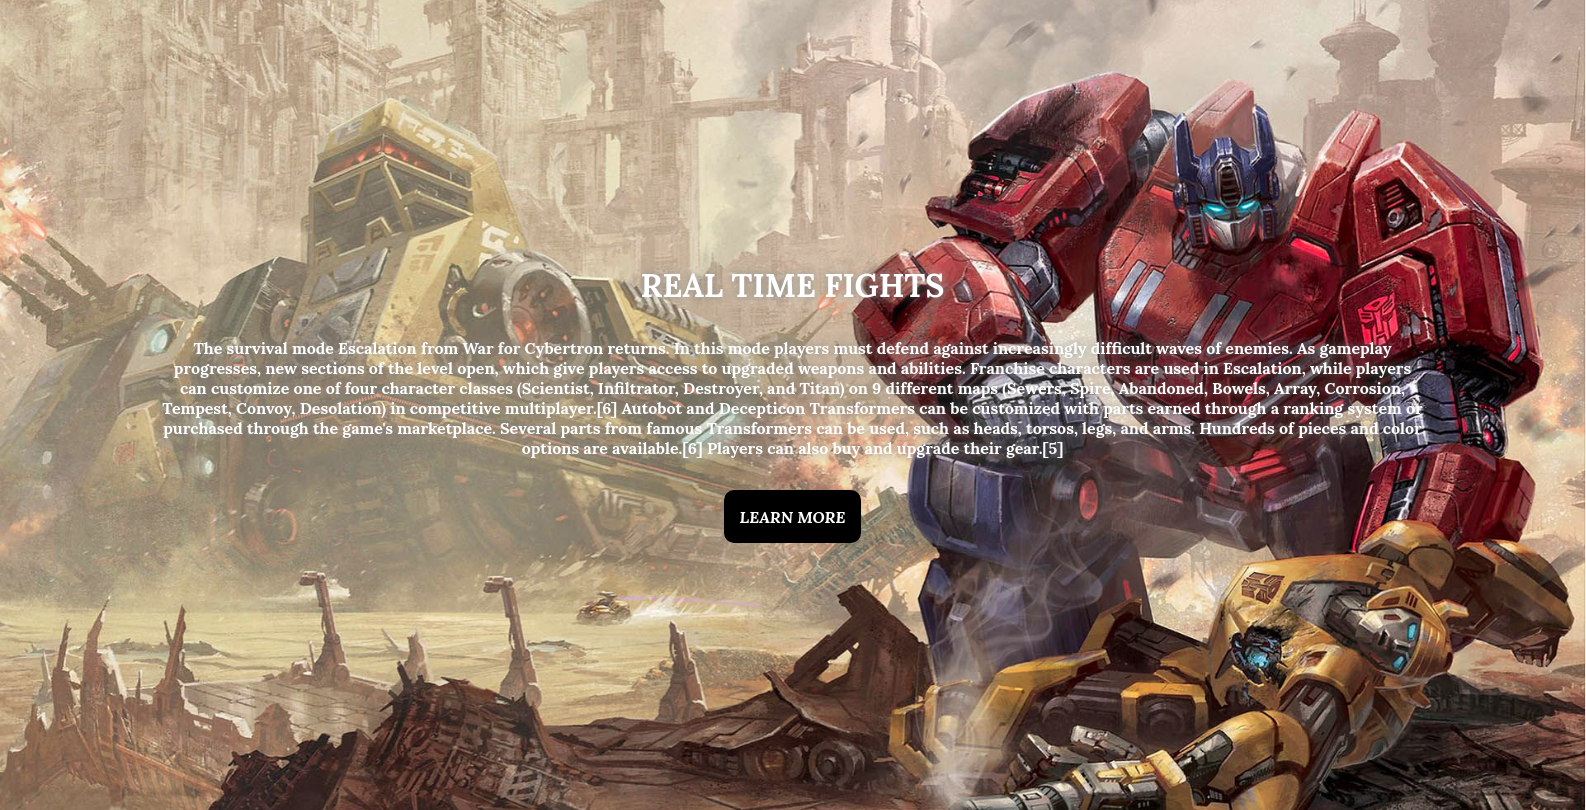 REAL TIME FIGHTS
The survival mode Escalation from War for Cybertron returns. In this mode players must defend against increasingly difficult waves of enemies. As gameplay
progresses, new sections of the level open, which give players access to upgraded weapons and abilities. Franchise characters are used in Escalation, while players
can customize one of four character classes (Scientist, Infiltrator, Destroyer, and Titan) on 9 different maps (Sewers, Spire, Abandoned, Bowels, Array, Corrosion,
Tempest, Convoy, Desolation) in competitive multiplayer.[6] Autobot and Decepticon Transformers can be customized with parts earned through a ranking system or
purchased through the game's marketplace. Several parts from famous Transformers can be used, such as heads, torsos, legs, and arms. Hundreds of pieces and color
options are available.[6] Players can also buy and upgrade their gear.[5]
LEARN MORE